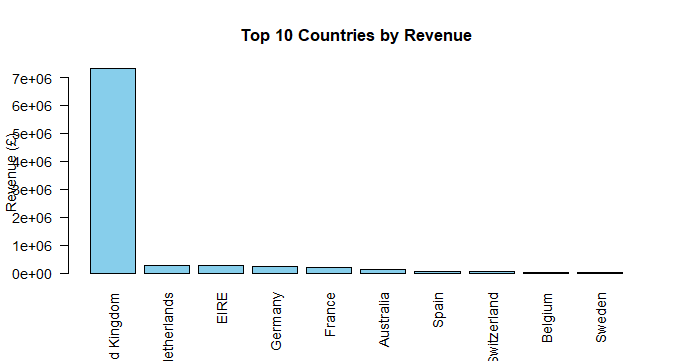 Top 10 Countries by Revenue
Revenue (£)
7e+06
6e+06
5e+06
4e+06
3e+06
2e+06
1e+06
0e+00
d Kingdom
Netherlands
EIRE
Germany
France
Australia
Spain
Switzerland
Belgium
Sweden